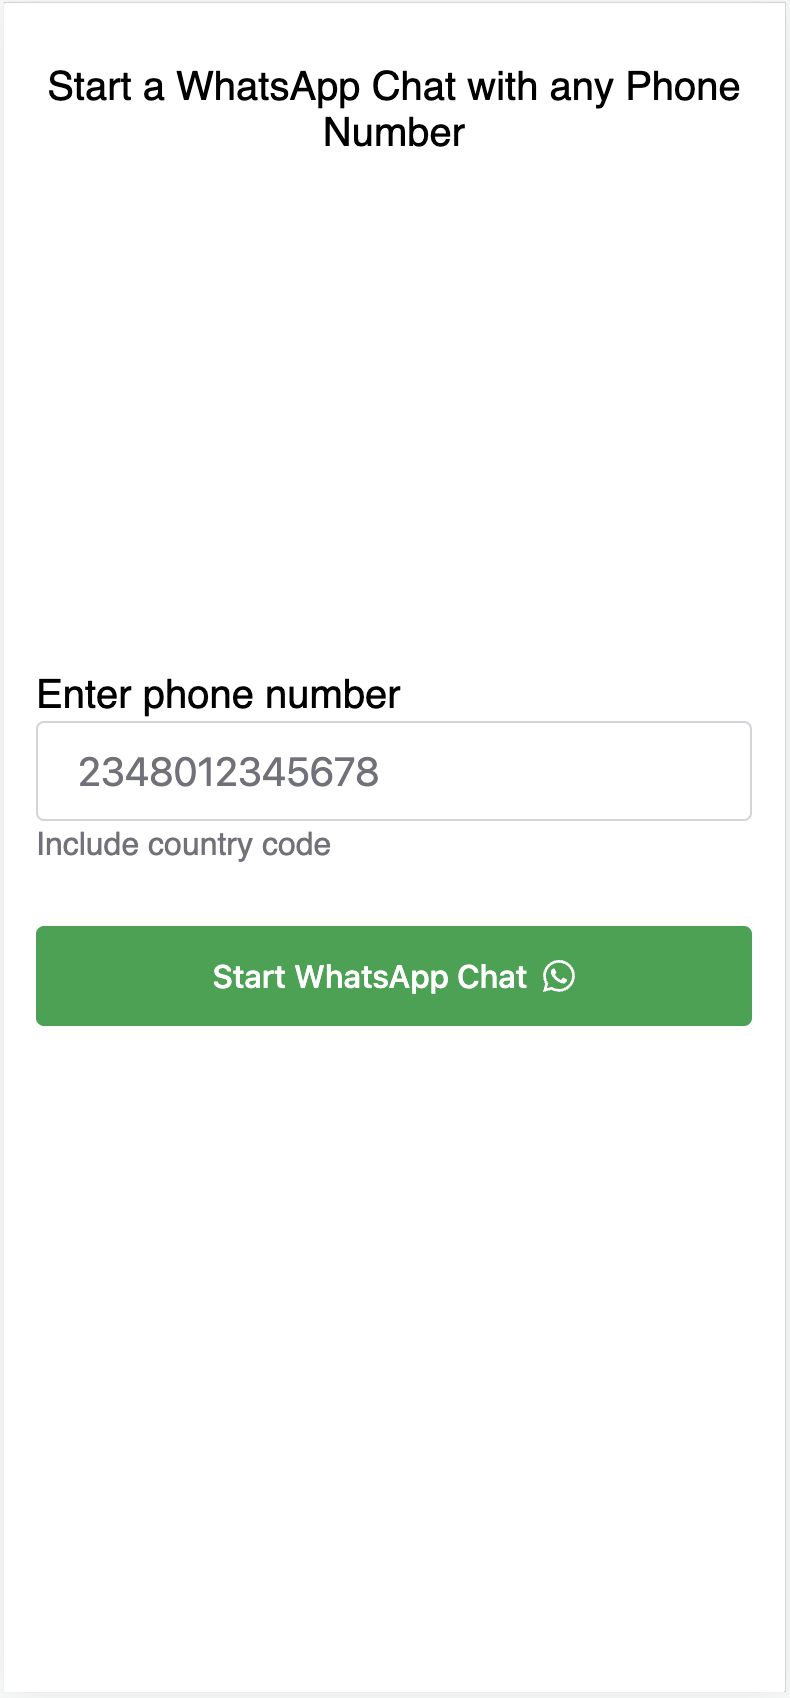 Start a WhatsApp Chat with any Phone
Number
Enter phone number
2348012345678
Include country code
Start WhatsApp Chat